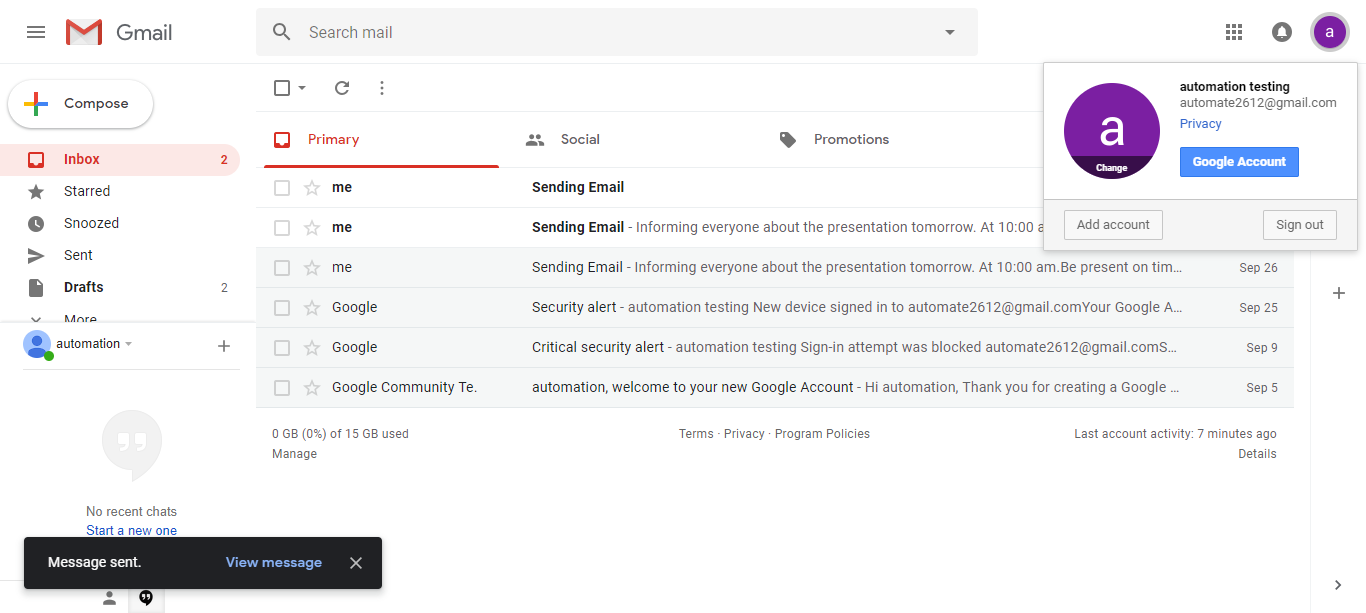 Gmail
Search mail
a
Compose
Inbox 2
Starred
Snoozed
Sent
Drafts 2
More
automation
No recent chats
Start a new one
Message sent. View message
Primary Social Promotions
me Sending Email
me Sending Email - Informing everyone about the presentation tomorrow. At 10:00 a
me Sending Email - Informing everyone about the presentation tomorrow. At 10:00 am.Be present on tim... Sep 26
Google Security alert - automation testing New device signed in to automate2612@gmail.comYour Google A... Sep 25
Google Critical security alert - automation testing Sign-in attempt was blocked automate2612@gmail.comS... Sep 9
Google Community Te. automation, welcome to your new Google Account - Hi automation, Thank you for creating a Google ... Sep 5
0 GB (0%) of 15 GB used
Manage
Terms · Privacy · Program Policies
Last account activity: 7 minutes ago
Details
a
Change
automation testing
automate2612@gmail.com
Privacy
Google Account
Add account Sign out